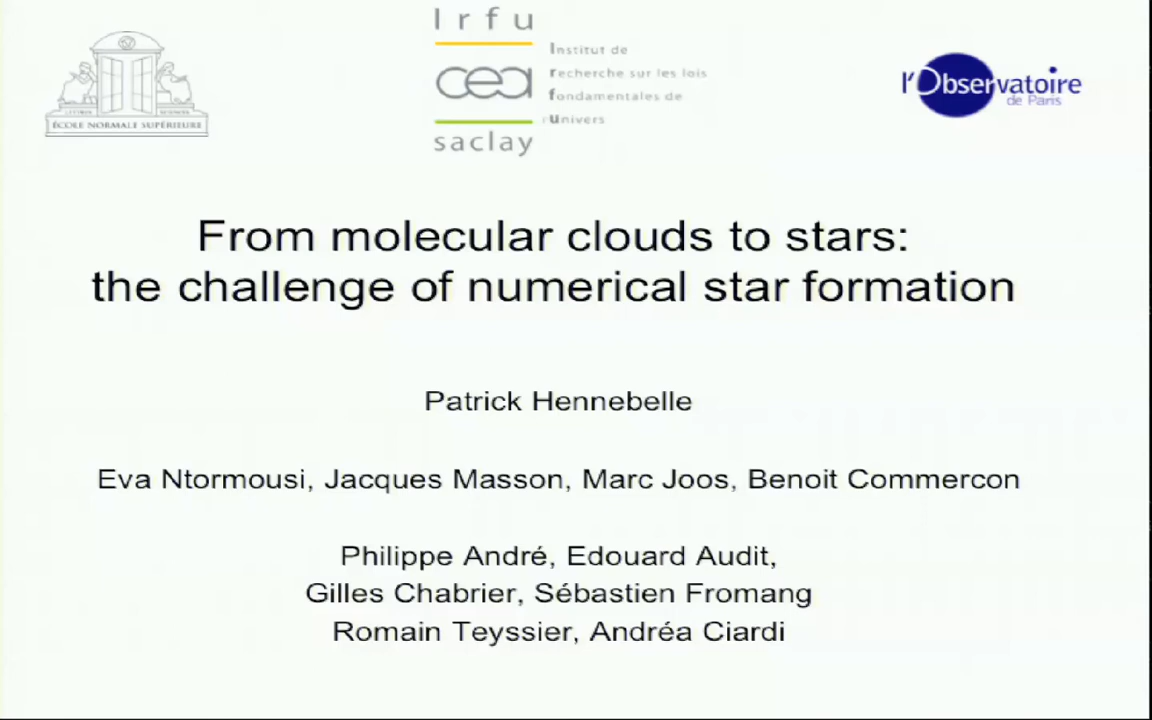 Irfu
cea
saclay
Institut de
recherche sur les lois
fondamentales de
l'Univers
ÉCOLE NORMALE SUPÉRIEURE
l'Observatoire
de Paris
From molecular clouds to stars:
the challenge of numerical star formation
Patrick Hennebelle
Eva Ntormousi, Jacques Masson, Marc Joos, Benoit Commercon
Philippe André, Edouard Audit,
Gilles Chabrier, Sébastien Fromang
Romain Teyssier, Andréa Ciardi